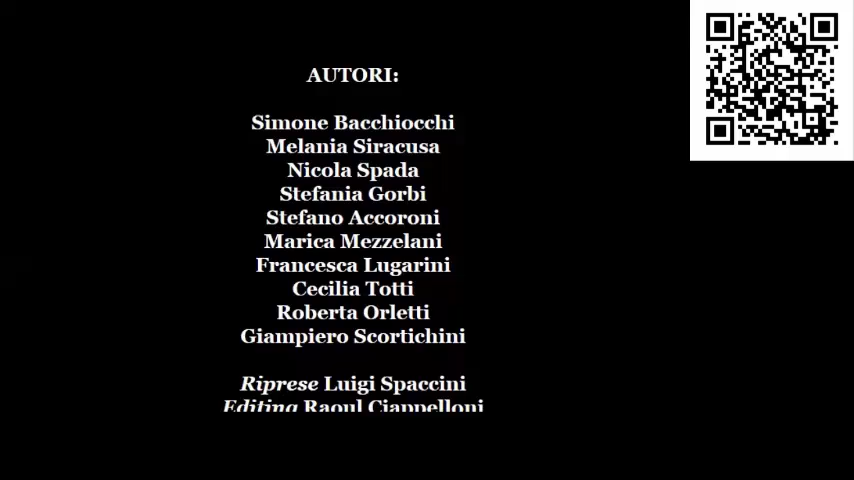 AUTORI:
Simone Bacchiocchi
Melania Siracusa
Nicola Spada
Stefania Gorbi
Stefano Accoroni
Marica Mezzelani
Francesca Lugarini
Cecilia Totti
Roberta Orletti
Giampiero Scortichini
Riprese Luigi Spaccini
Editing Raoul Ciappelloni